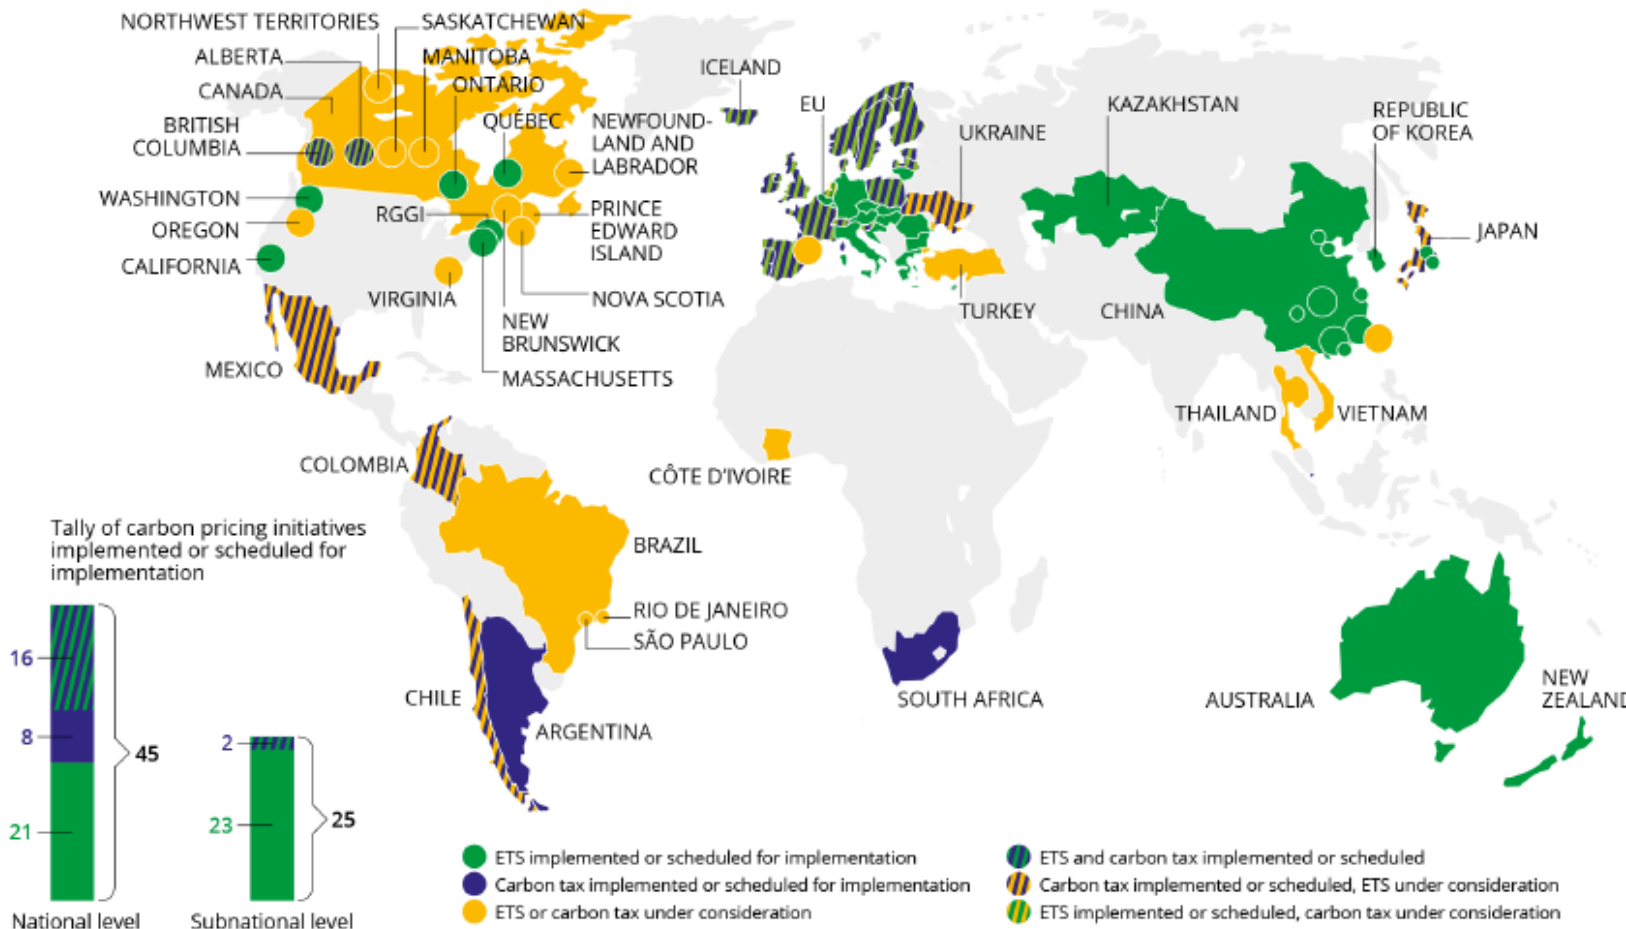 NORTHWEST TERRITORIES
SASKATCHEWAN
ALBERTA
MANITOBA
CANADA
ONTARIO
BRITISH
COLUMBIA
QUÉBEC
NEWFOUND-
LAND AND
LABRADOR
WASHINGTON
RGGI
PRINCE
EDWARD
ISLAND
OREGON
CALIFORNIA
VIRGINIA
NOVA SCOTIA
NEW
BRUNSWICK
MEXICO
MASSACHUSETTS
ICELAND
EU
UKRAINE
KAZAKHSTAN
REPUBLIC
OF KOREA
JAPAN
TURKEY
CHINA
THAILAND
VIETNAM
COLOMBIA
CÔTE D'IVOIRE
BRAZIL
RIO DE JANEIRO
SÃO PAULO
CHILE
ARGENTINA
SOUTH AFRICA
AUSTRALIA
NEW
ZEALAND
Tally of carbon pricing initiatives
implemented or scheduled for
implementation
16
8
45
21
2
23
25
National level
Subnational level
ETS implemented or scheduled for implementation
Carbon tax implemented or scheduled for implementation
ETS or carbon tax under consideration
ETS and carbon tax implemented or scheduled
Carbon tax implemented or scheduled, ETS under consideration
ETS implemented or scheduled, carbon tax under consideration